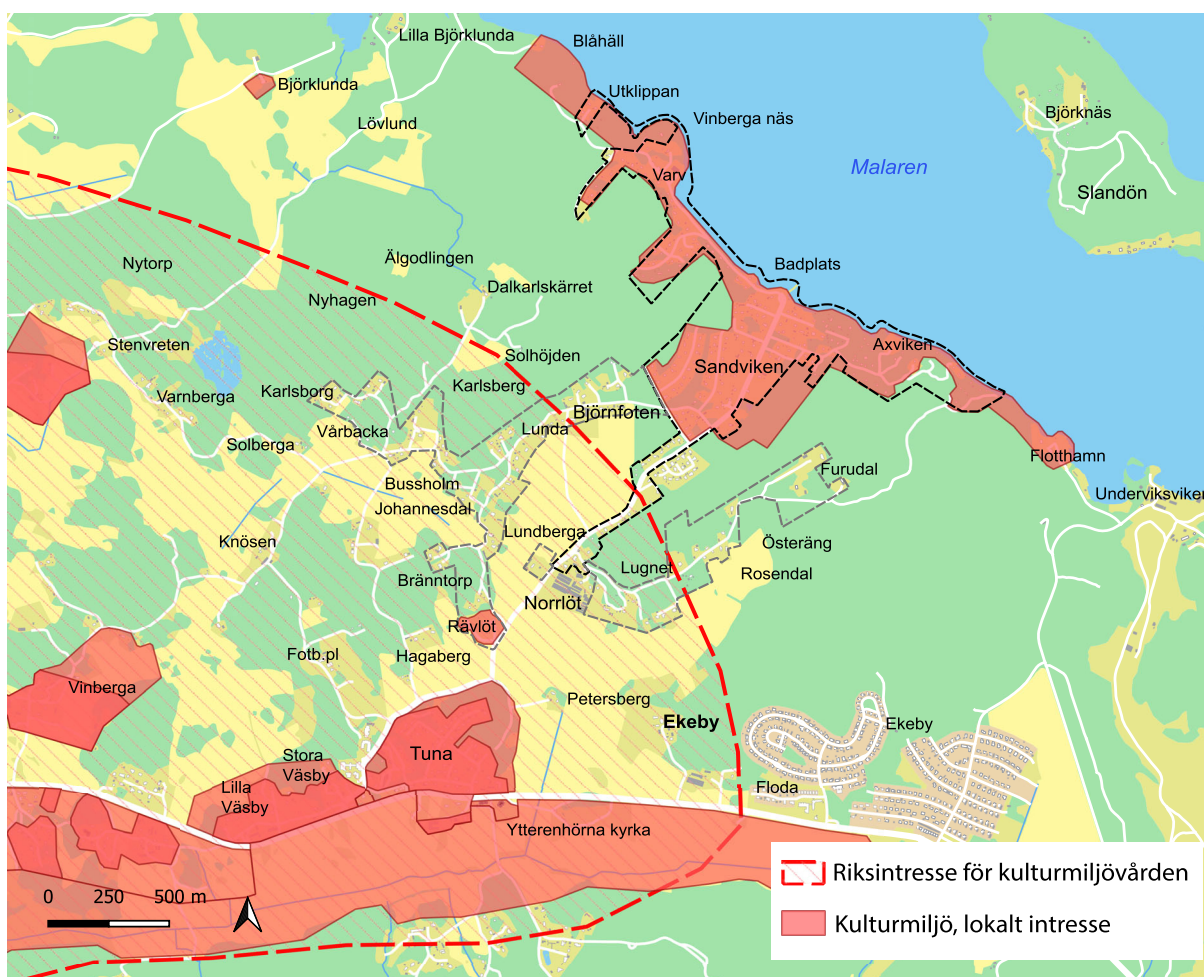 Lilla Björklunda
Blåhäll
Björklunda
Utklippan
Björknäs
Lövlund
Vinberga näs
Malaren
Varv
Slandön
Nytorp
Älgodlingen
Badplats
Dalkarlskärret
Nyhagen
Stenvreten
Solhöjden
Axviken
Sandviken
Karlsborg
Karlsberg
Varnberga
Björnfoten
Vårbacka
Lunda
Solberga
Flotthamn
Furudal
Bussholm
Underviksviken
Johannesdal
Lundberga
Knösen
Österäng
Lugnet
Bränntorp
Rosendal
Norrlöt
Rävlöt
Fotb.pl
Hagaberg
Vinberga
Petersberg
Ekeby
Ekeby
Stora
Väsby
Tuna
Lilla
Väsby
Floda
Ytterenhörna kyrka
0 250 500 m
Riksintresse för kulturmiljövården
Kulturmiljö, lokalt intresse